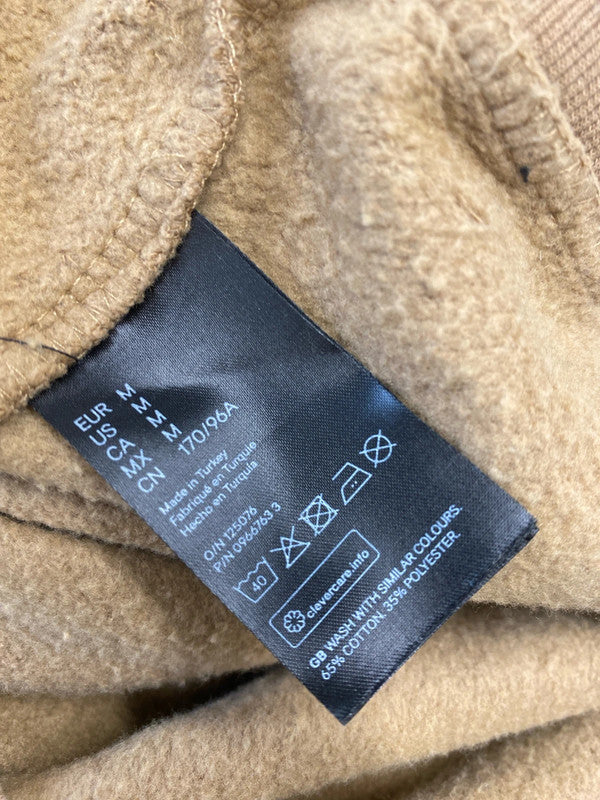 EUR M
US M
CA M
MX M
CN 170/96A
Made in Turkey
Fabriqué en Turquie
Hecho en Turquía
O/N 125076
P/N 0966763 3
40
clevercare.info
GB WASH WITH SIMILAR COLOURS.
65% COTTON. 35% POLYESTER.